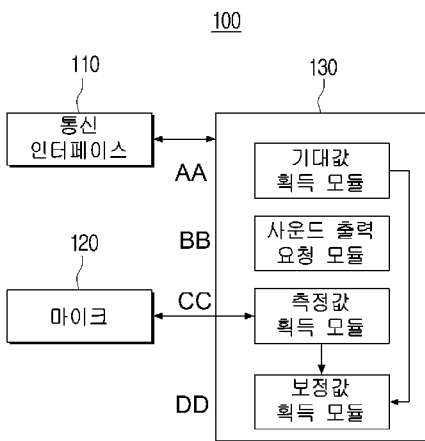 100
110
130
통신
인터페이스
AA
기대값
획득 모듈
BB
사운드 출력
요청 모듈
120
CC
마이크
측정값
획득 모듈
DD
보정값
획득 모듈